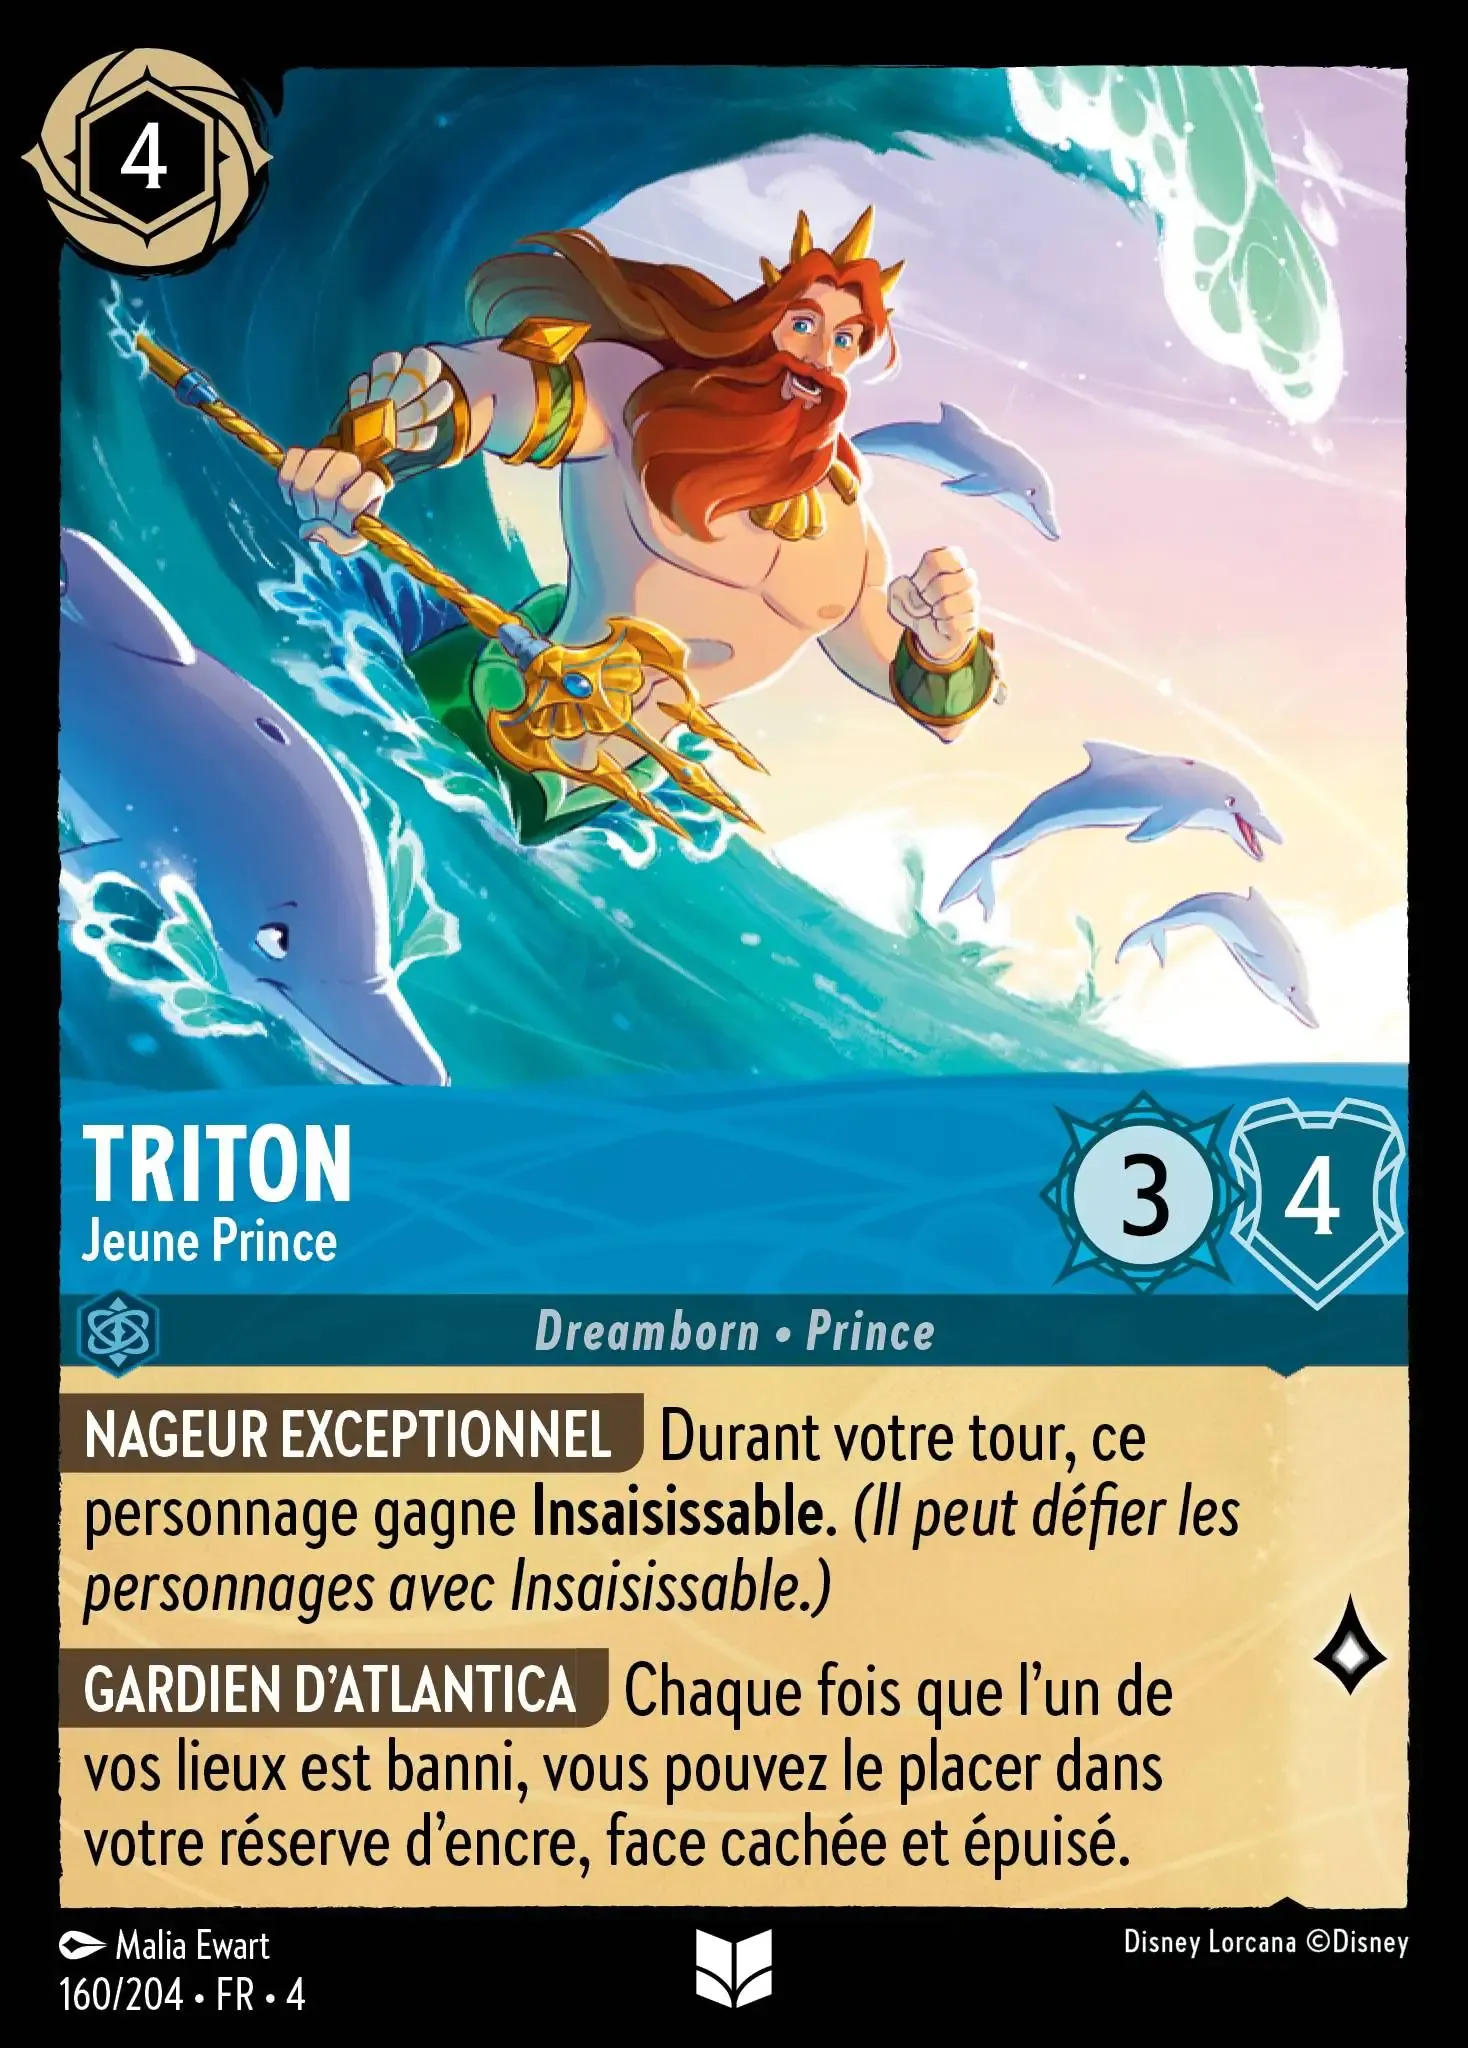 4
TRITON
Jeune Prince
3
4
Dreamborn • Prince
NAGEUR EXCEPTIONNEL Durant votre tour, ce
personnage gagne Insaisissable. (Il peut défier les
personnages avec Insaisissable.)
GARDIEN D’ATLANTICA Chaque fois que l’un de
vos lieux est banni, vous pouvez le placer dans
votre réserve d’encre, face cachée et épuisé.
Malia Ewart
Disney Lorcana ©Disney
160/204 • FR • 4